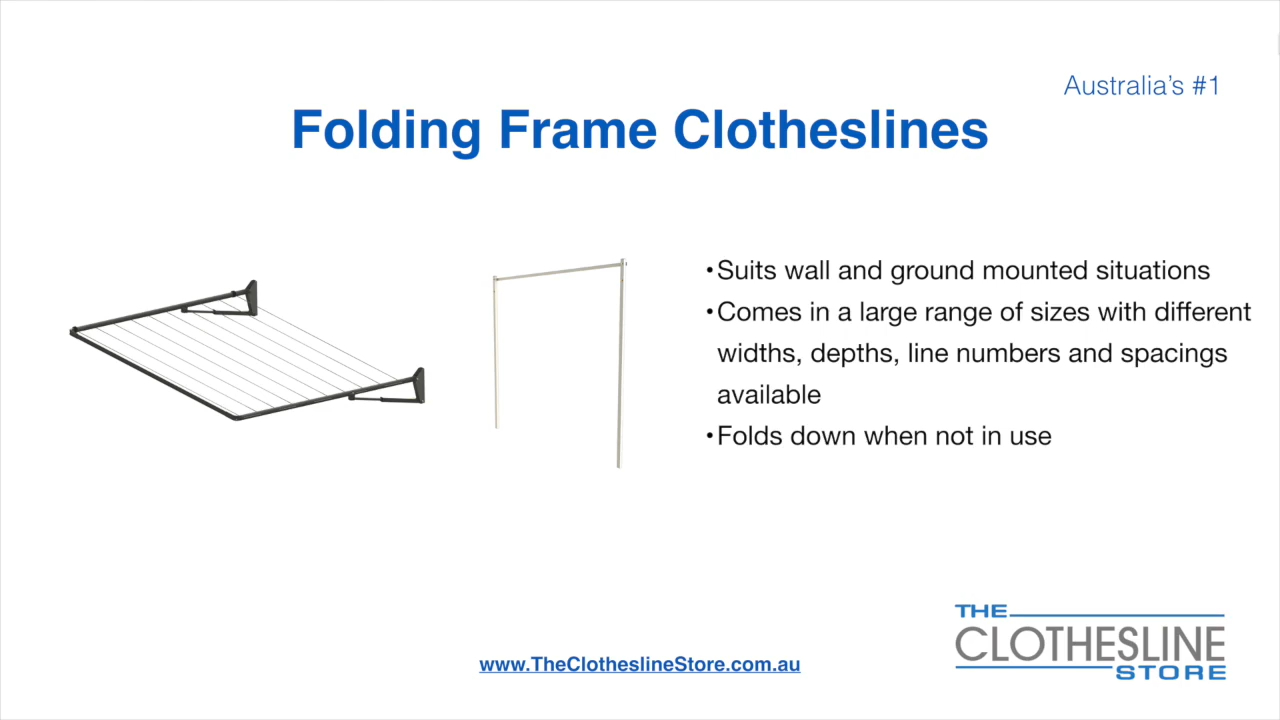 Australia's #1
Folding Frame Clotheslines
•Suits wall and ground mounted situations
•Comes in a large range of sizes with different
widths, depths, line numbers and spacings
available
•Folds down when not in use
www.TheClotheslineStore.com.au
THE
CLOTHESLINE
STORE